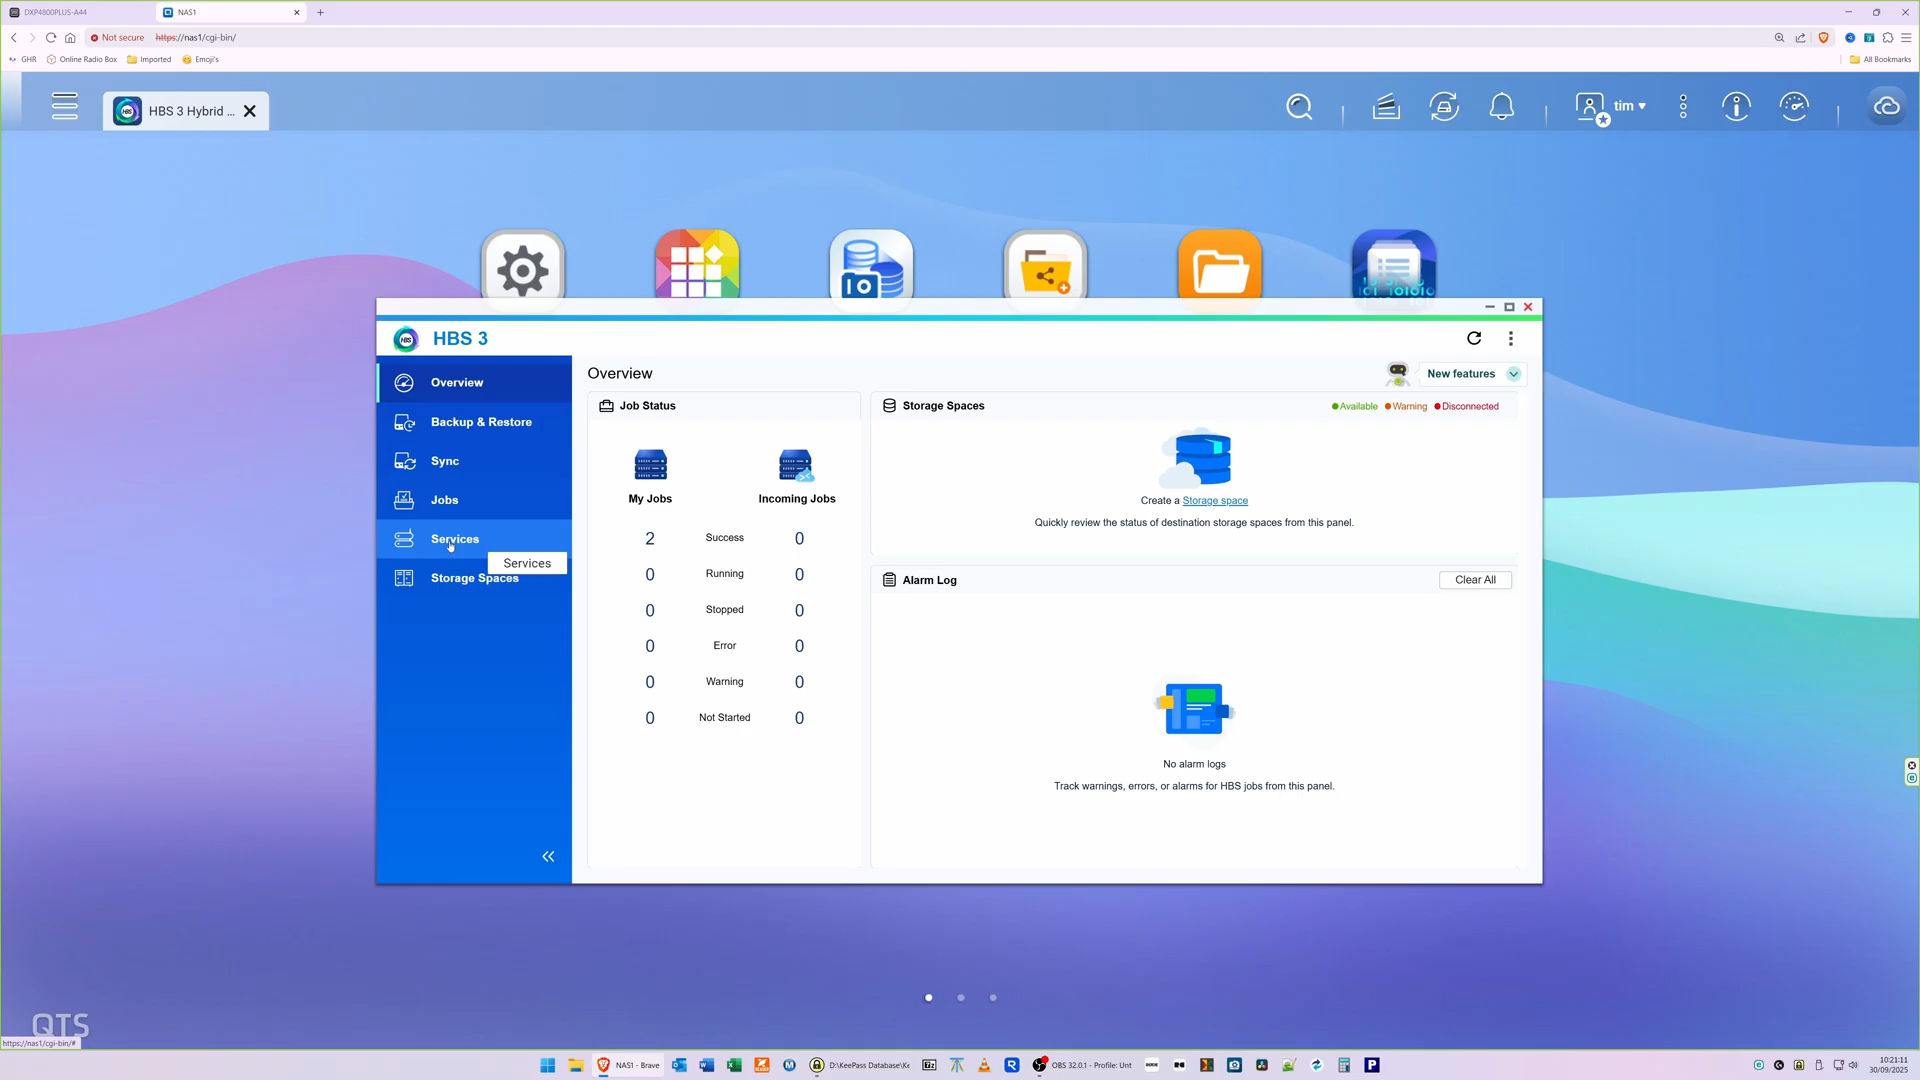 DXP4800PLUS-A44
NAS1
Not secure https://nas1/cgi-bin/
GHR Online Radio Box Imported Emoji's All Bookmarks
HBS 3 Hybrid ...
tim
HBS 3
Overview
Backup & Restore
Sync
Jobs
Services
Services
Storage Spaces
Overview
New features
Job Status
My Jobs Incoming Jobs
2 Success 0
0 Running 0
0 Stopped 0
0 Error 0
0 Warning 0
0 Not Started 0
Storage Spaces
Available Warning Disconnected
Create a Storage space
Quickly review the status of destination storage spaces from this panel.
Alarm Log
Clear All
No alarm logs
Track warnings, errors, or alarms for HBS jobs from this panel.
QTS
https://nas1/cgi-bin/#
NAS1 - Brave
D:\KeePass Database\Ke
OBS 32.0.1 - Profile: Unt
10:21:11
30/09/2025